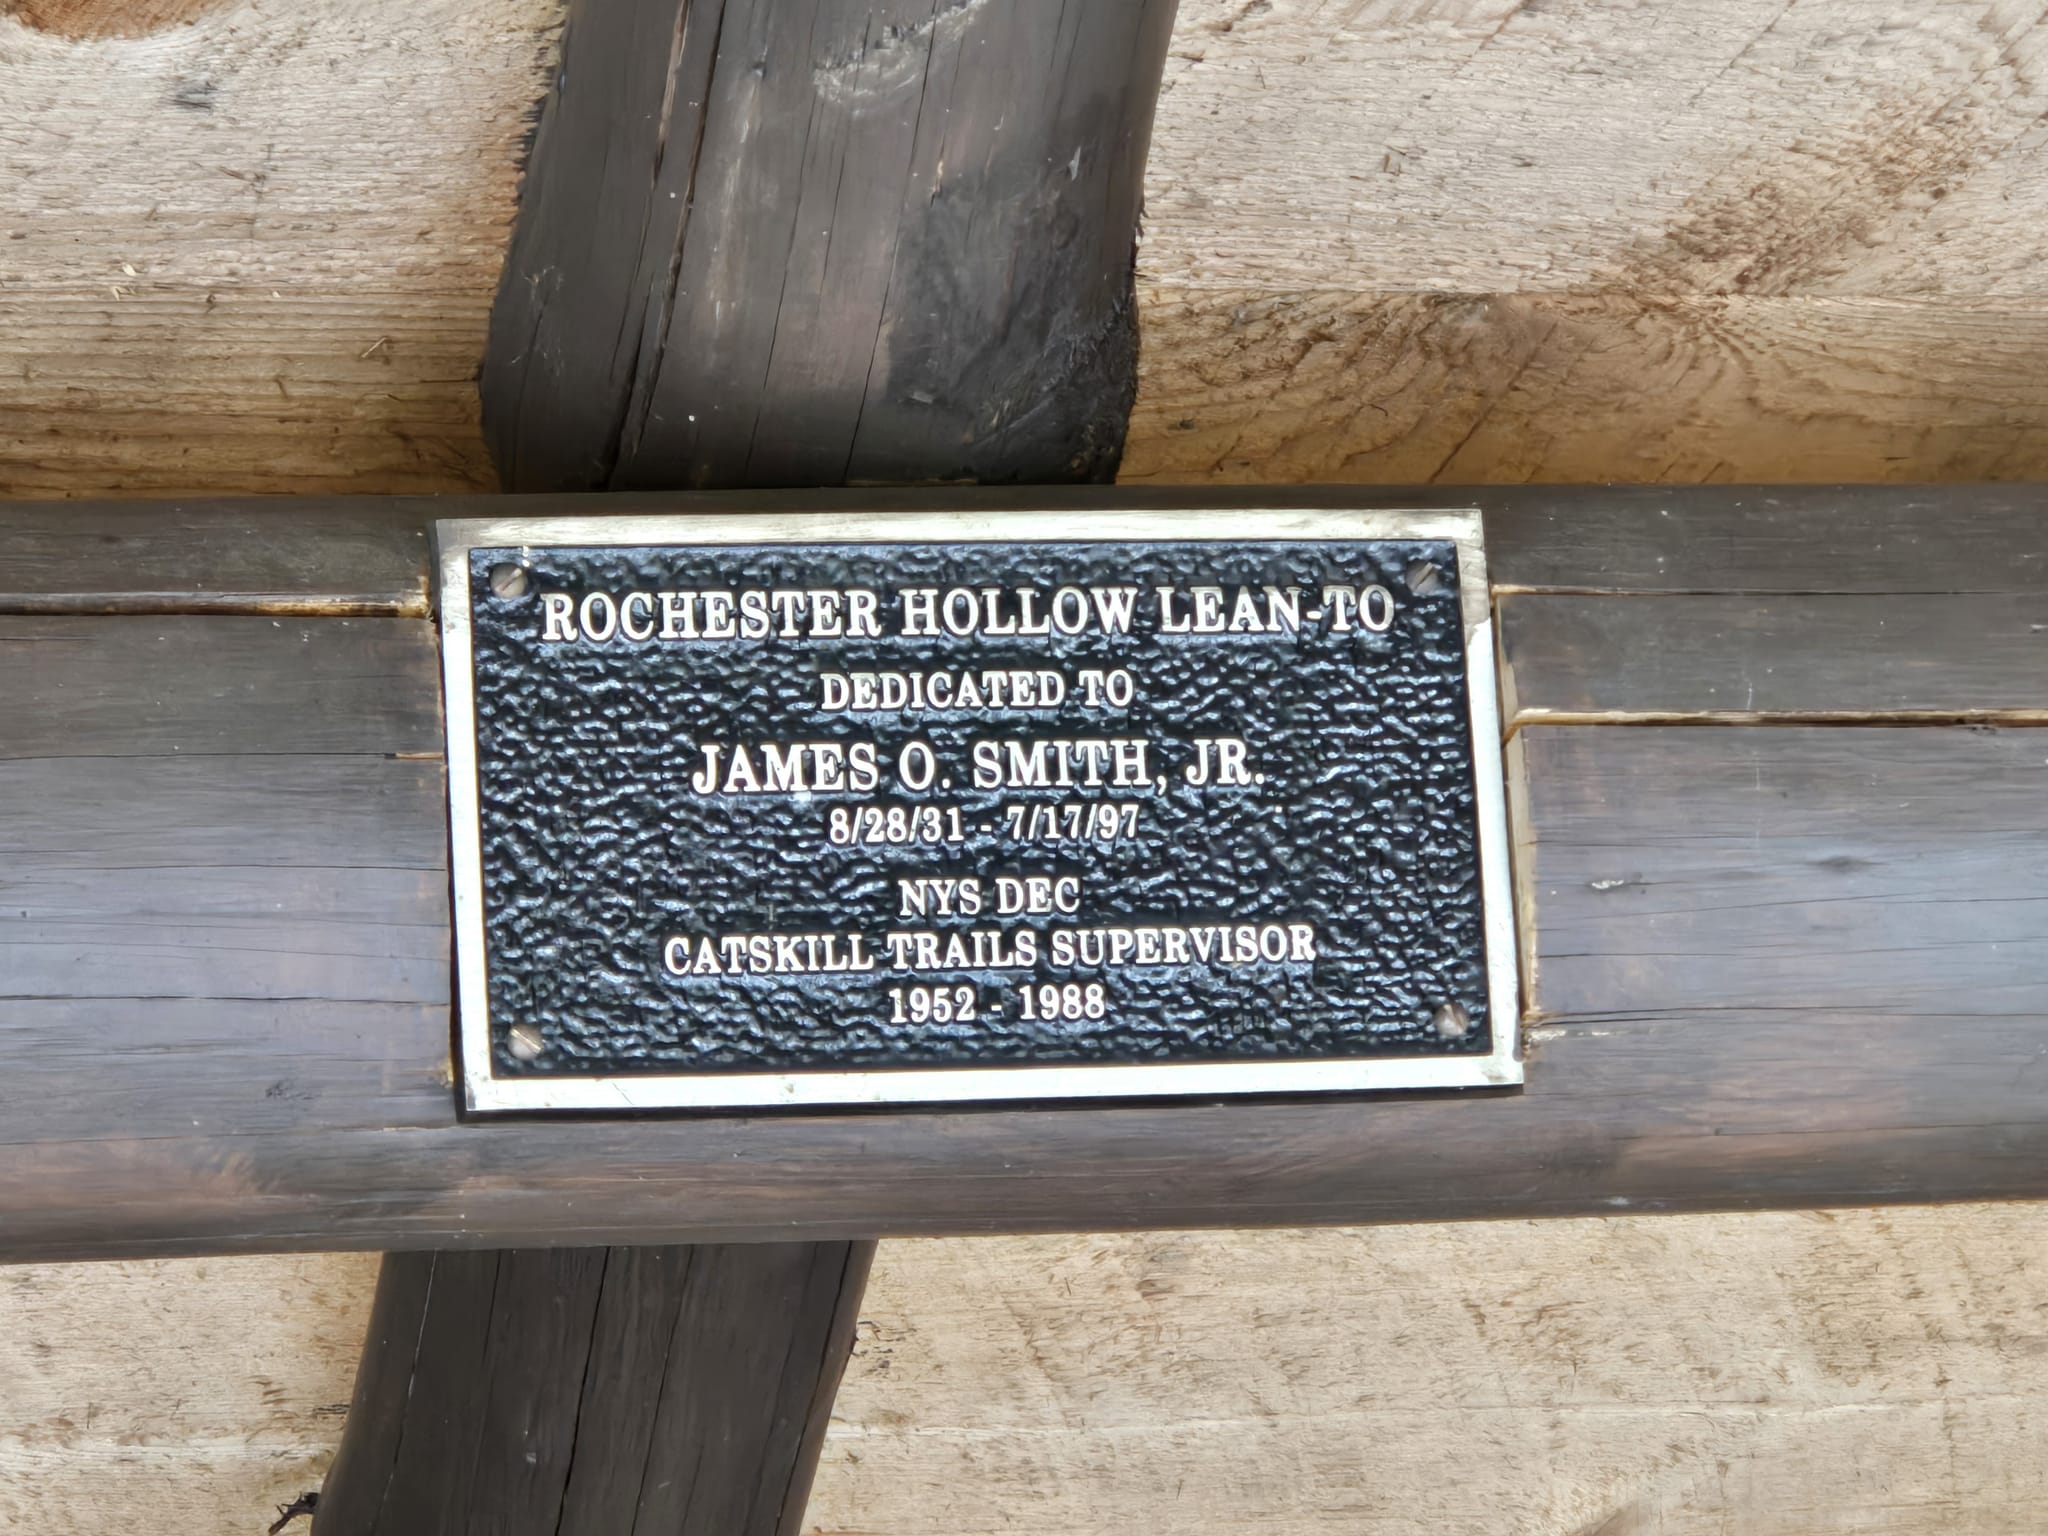 ROCHESTER HOLLOW LEAN-TO
DEDICATED TO
JAMES O. SMITH, JR.
8/28/31 - 7/17/97
NYS DEC
CATSKILL TRAILS SUPERVISOR
1952 - 1988